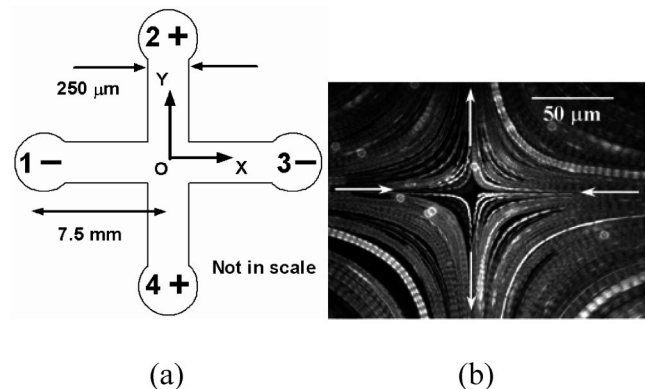 2 +
Y
250 μm
1 −
O
X
3 −
7.5 mm
4 +
Not in scale
50 μm
(a)
(b)